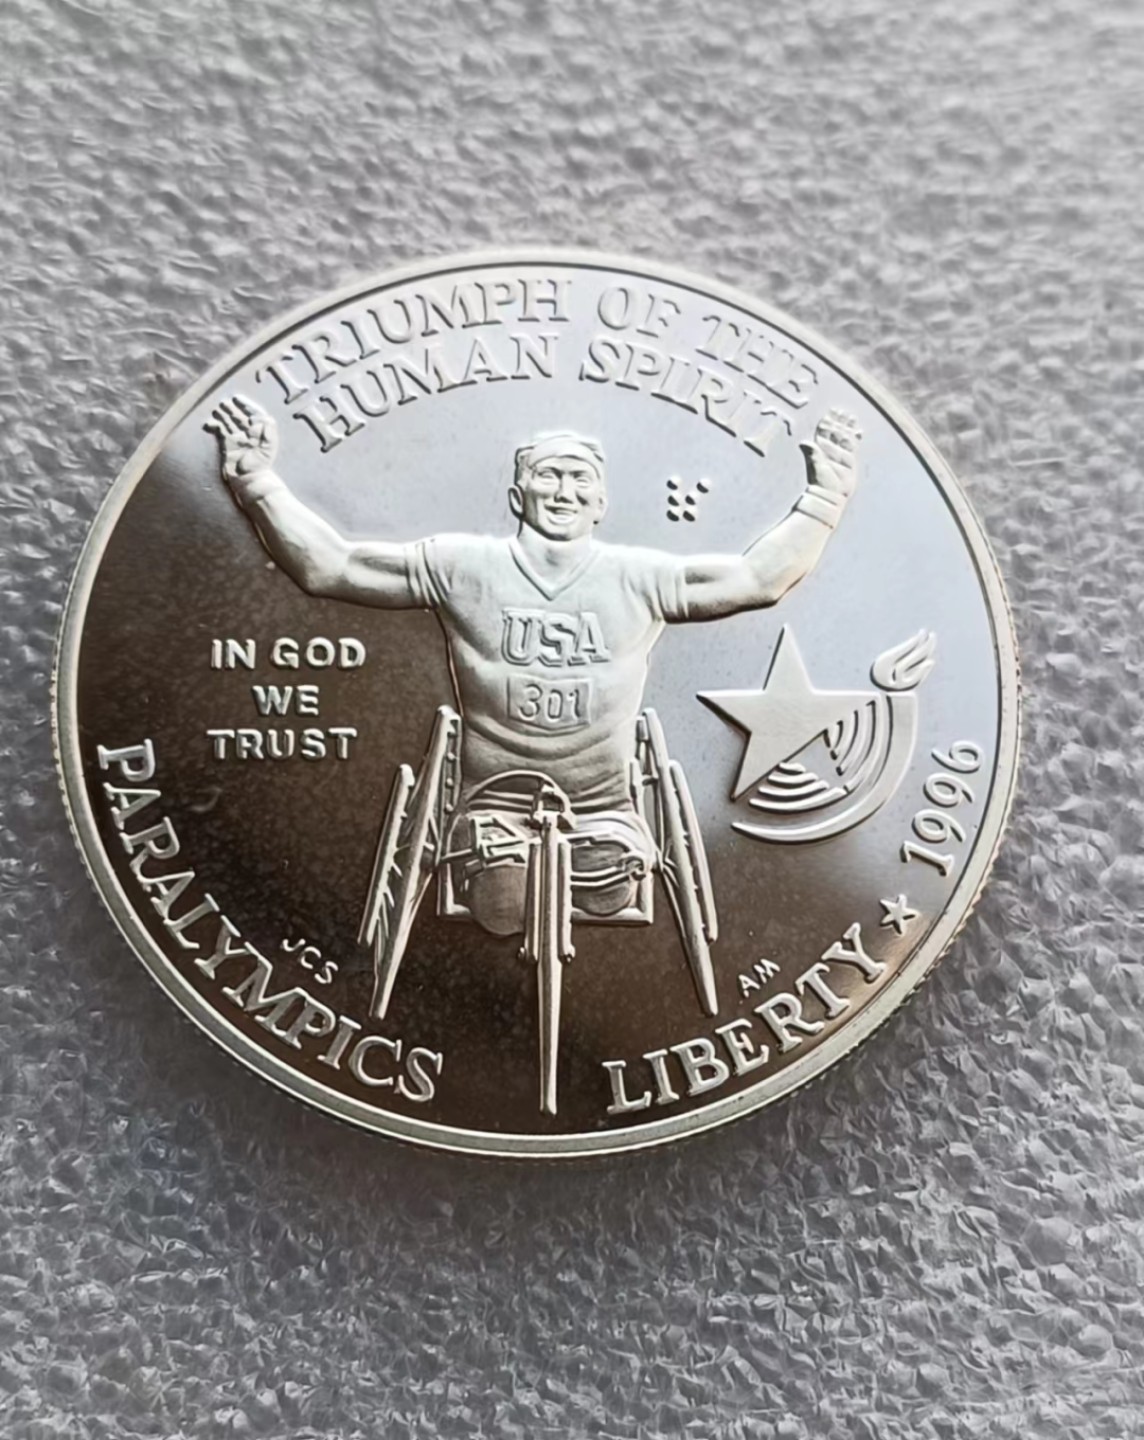 TRIUMPH OF THE
HUMAN SPIRIT
USA
301
IN GOD
WE
TRUST
PARALYMPICS
JCS
AM
LIBERTY ★ 1996